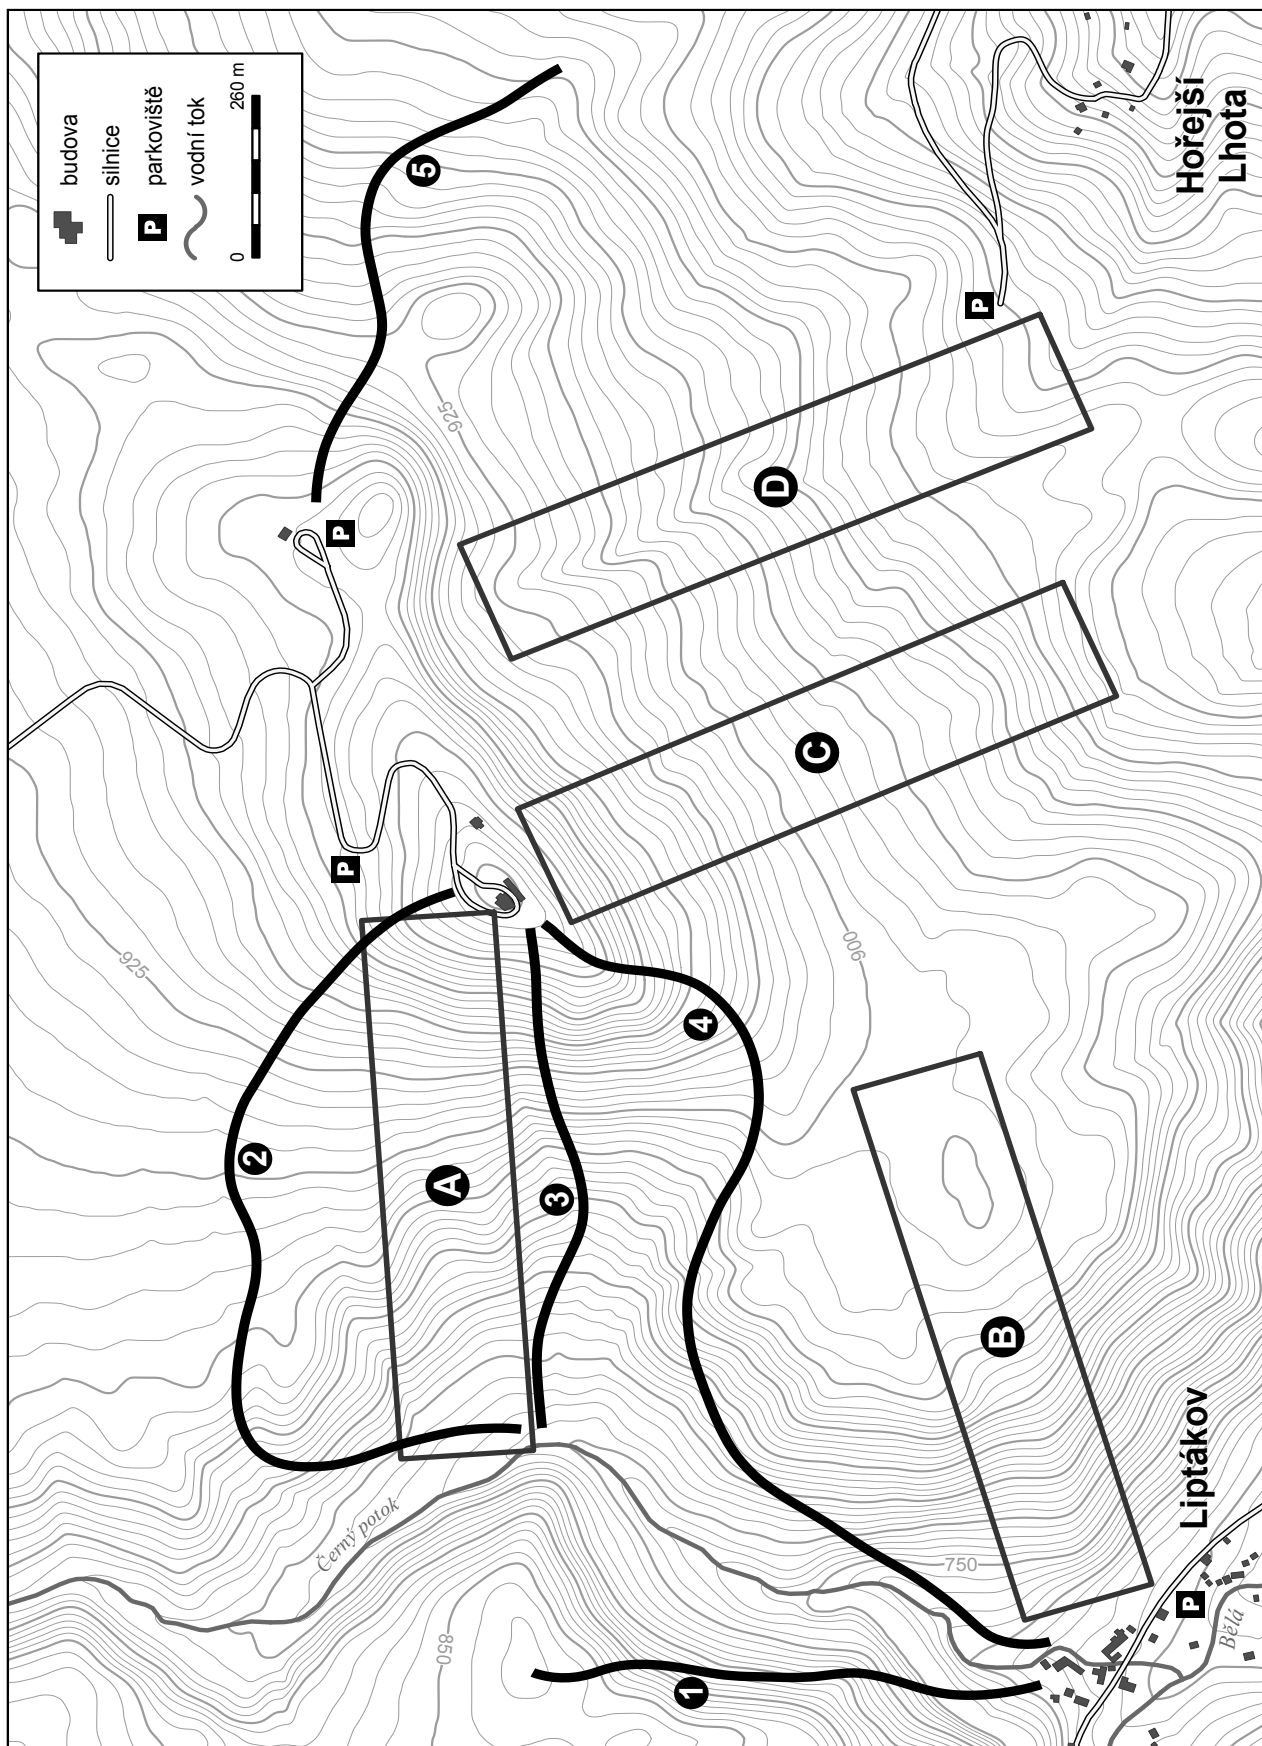 budova
silnice
P parkoviště
vodní tok
0 260 m
5
925
P
P
925
2
A
3
4
900
D
C
B
P
Hořejší
Lhota
Černý potok
850
750
1
Liptákov
P
Bělá